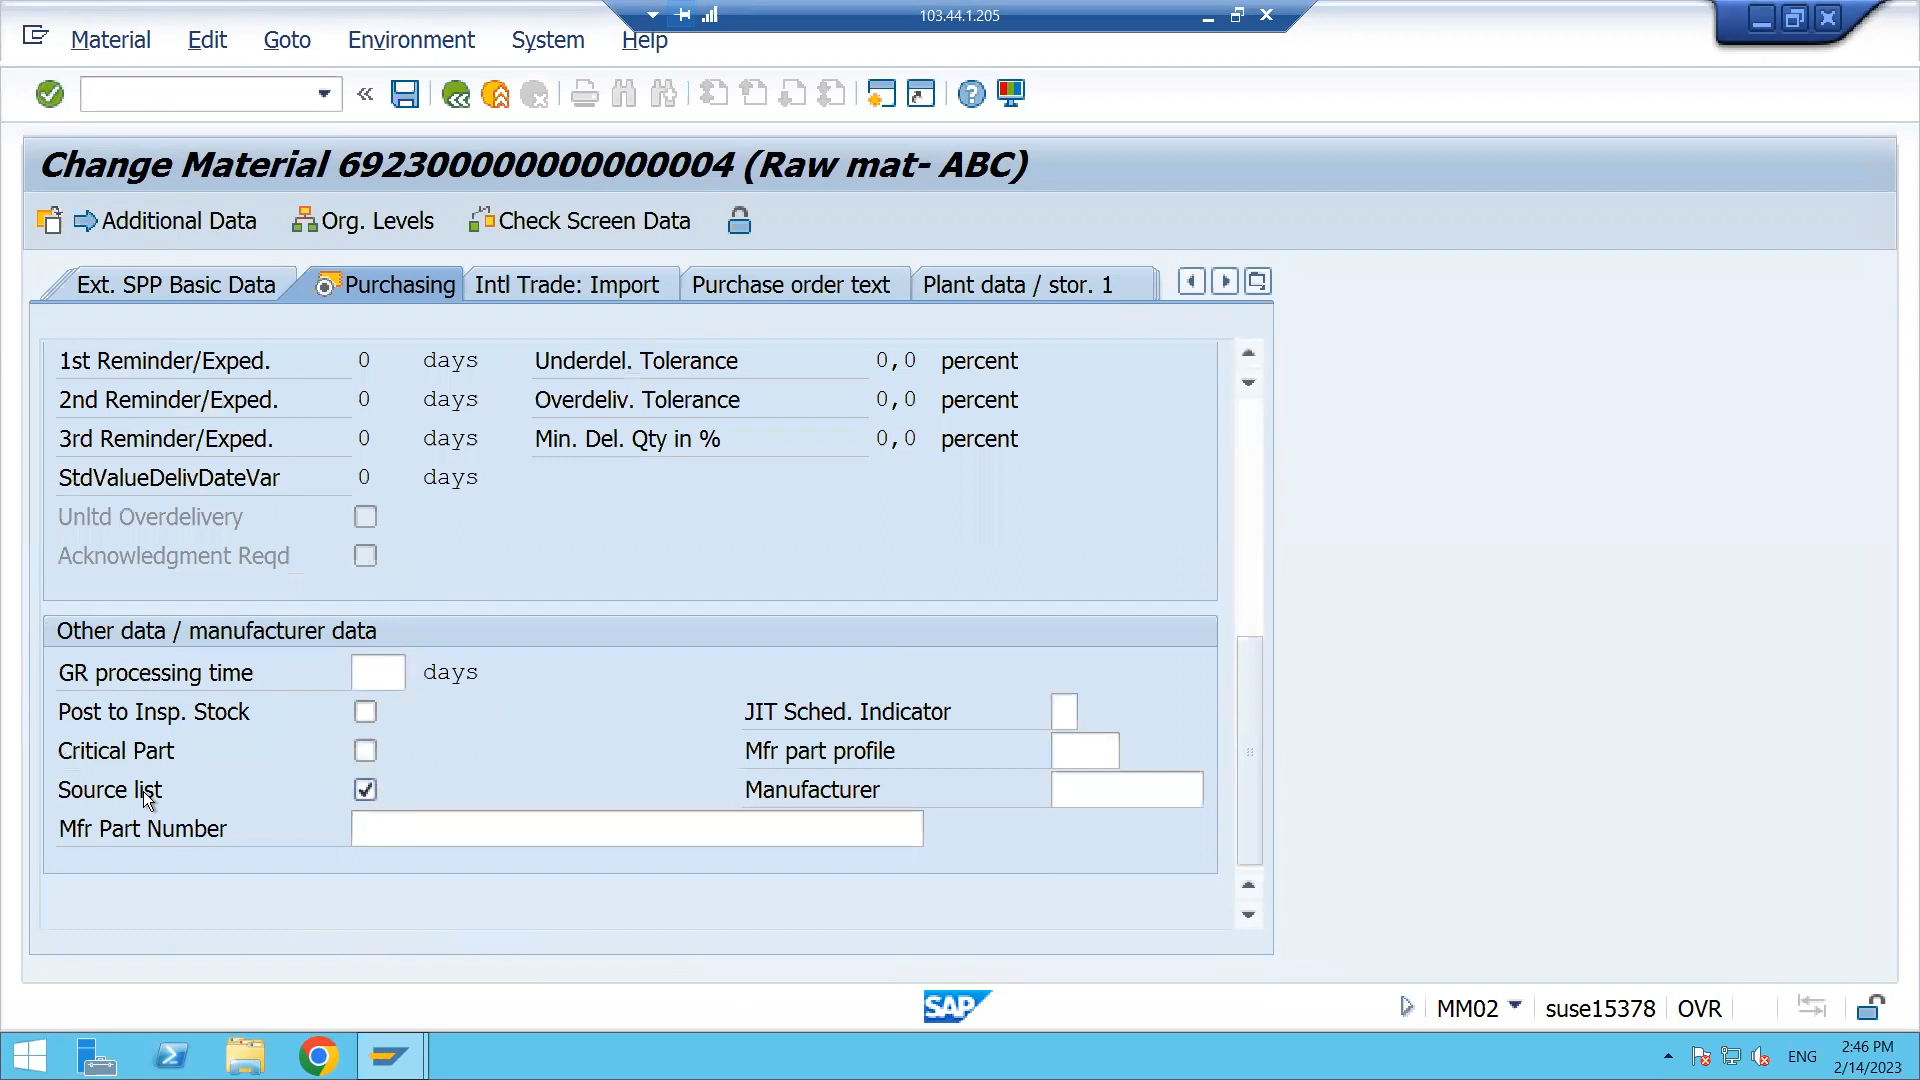 103.44.1.205
Material Edit Goto Environment System Help
Change Material 692300000000000004 (Raw mat- ABC)
Additional Data Org. Levels Check Screen Data
Ext. SPP Basic Data Purchasing Intl Trade: Import Purchase order text Plant data / stor. 1
1st Reminder/Exped. 0 days Underdel. Tolerance 0,0 percent
2nd Reminder/Exped. 0 days Overdeliv. Tolerance 0,0 percent
3rd Reminder/Exped. 0 days Min. Del. Qty in % 0,0 percent
StdValueDelivDateVar 0 days
Unltd Overdelivery
Acknowledgment Reqd
Other data / manufacturer data
GR processing time days
Post to Insp. Stock JIT Sched. Indicator
Critical Part Mfr part profile
Source list Manufacturer
Mfr Part Number
SAP MM02 suse15378 OVR
ENG 2:46 PM
2/14/2023